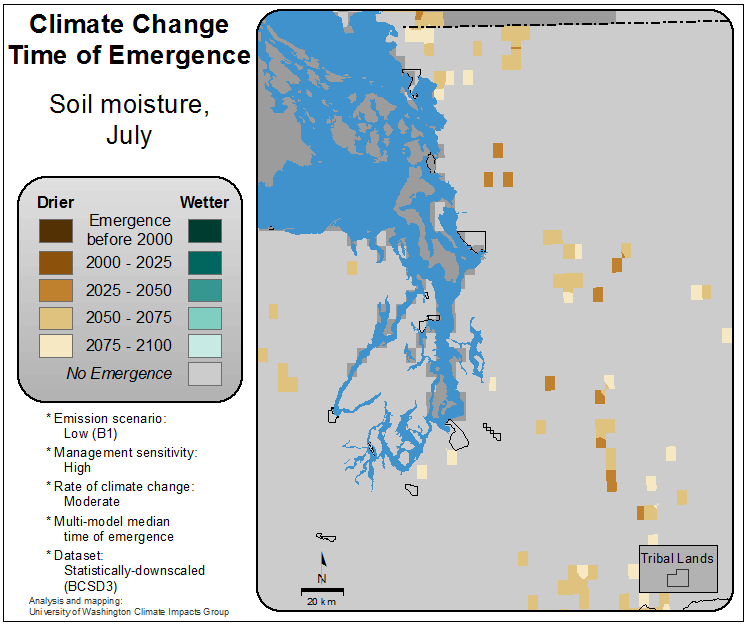 Climate Change
Time of Emergence
Soil moisture,
July
Drier Wetter
Emergence
before 2000
2000 - 2025
2025 - 2050
2050 - 2075
2075 - 2100
No Emergence
* Emission scenario:
Low (B1)
* Management sensitivity:
High
* Rate of climate change:
Moderate
* Multi-model median
time of emergence
* Dataset:
Statistically-downscaled
(BCSD3)
Analysis and mapping:
University of Washington Climate Impacts Group
N
20 km
Tribal Lands